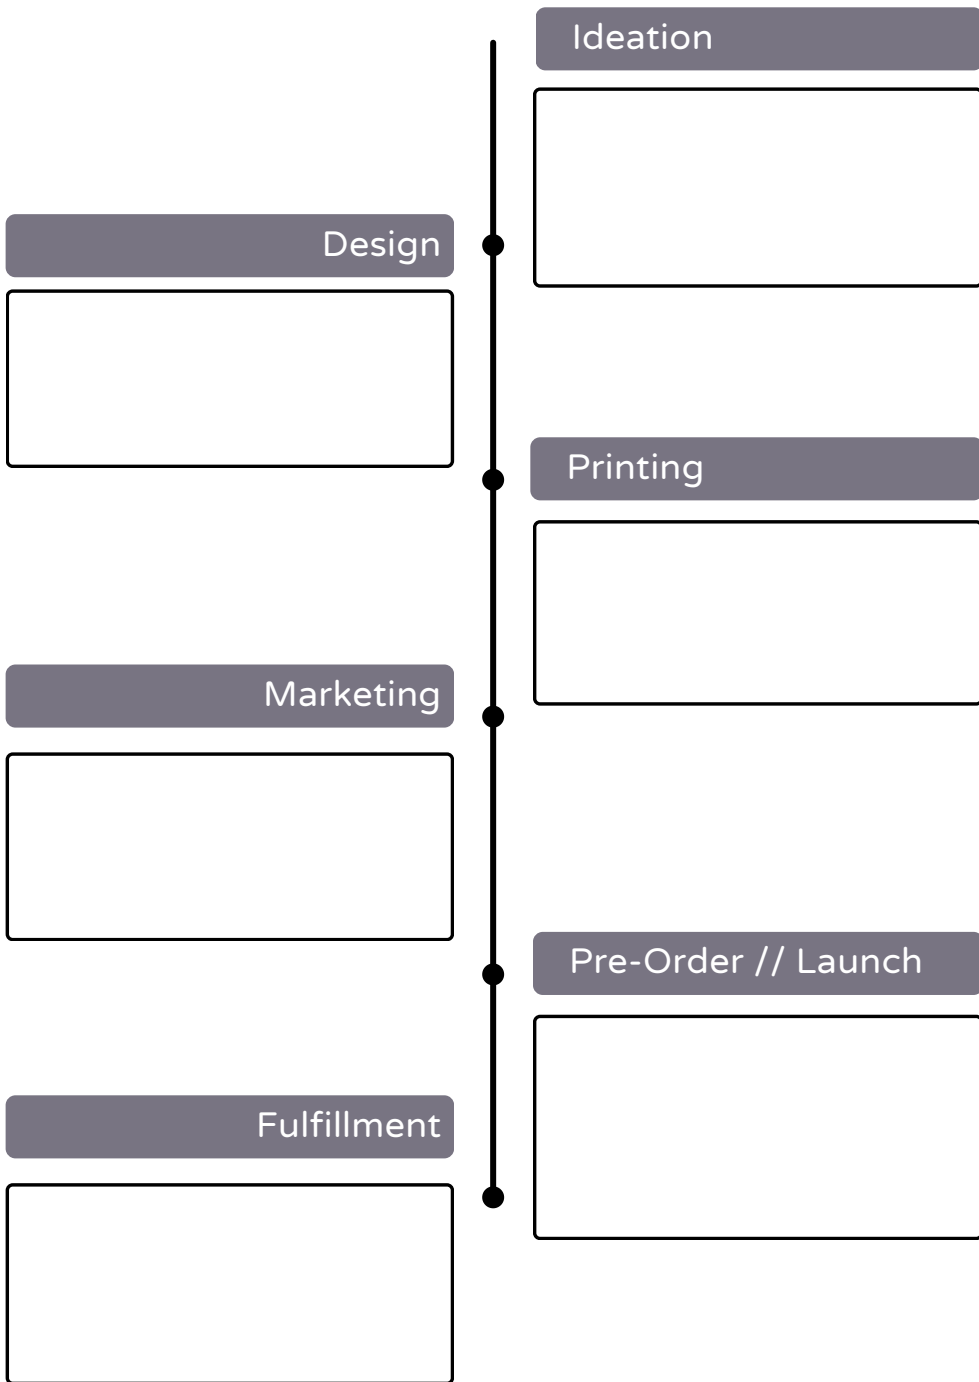 Ideation
Design
Printing
Marketing
Pre-Order // Launch
Fulfillment